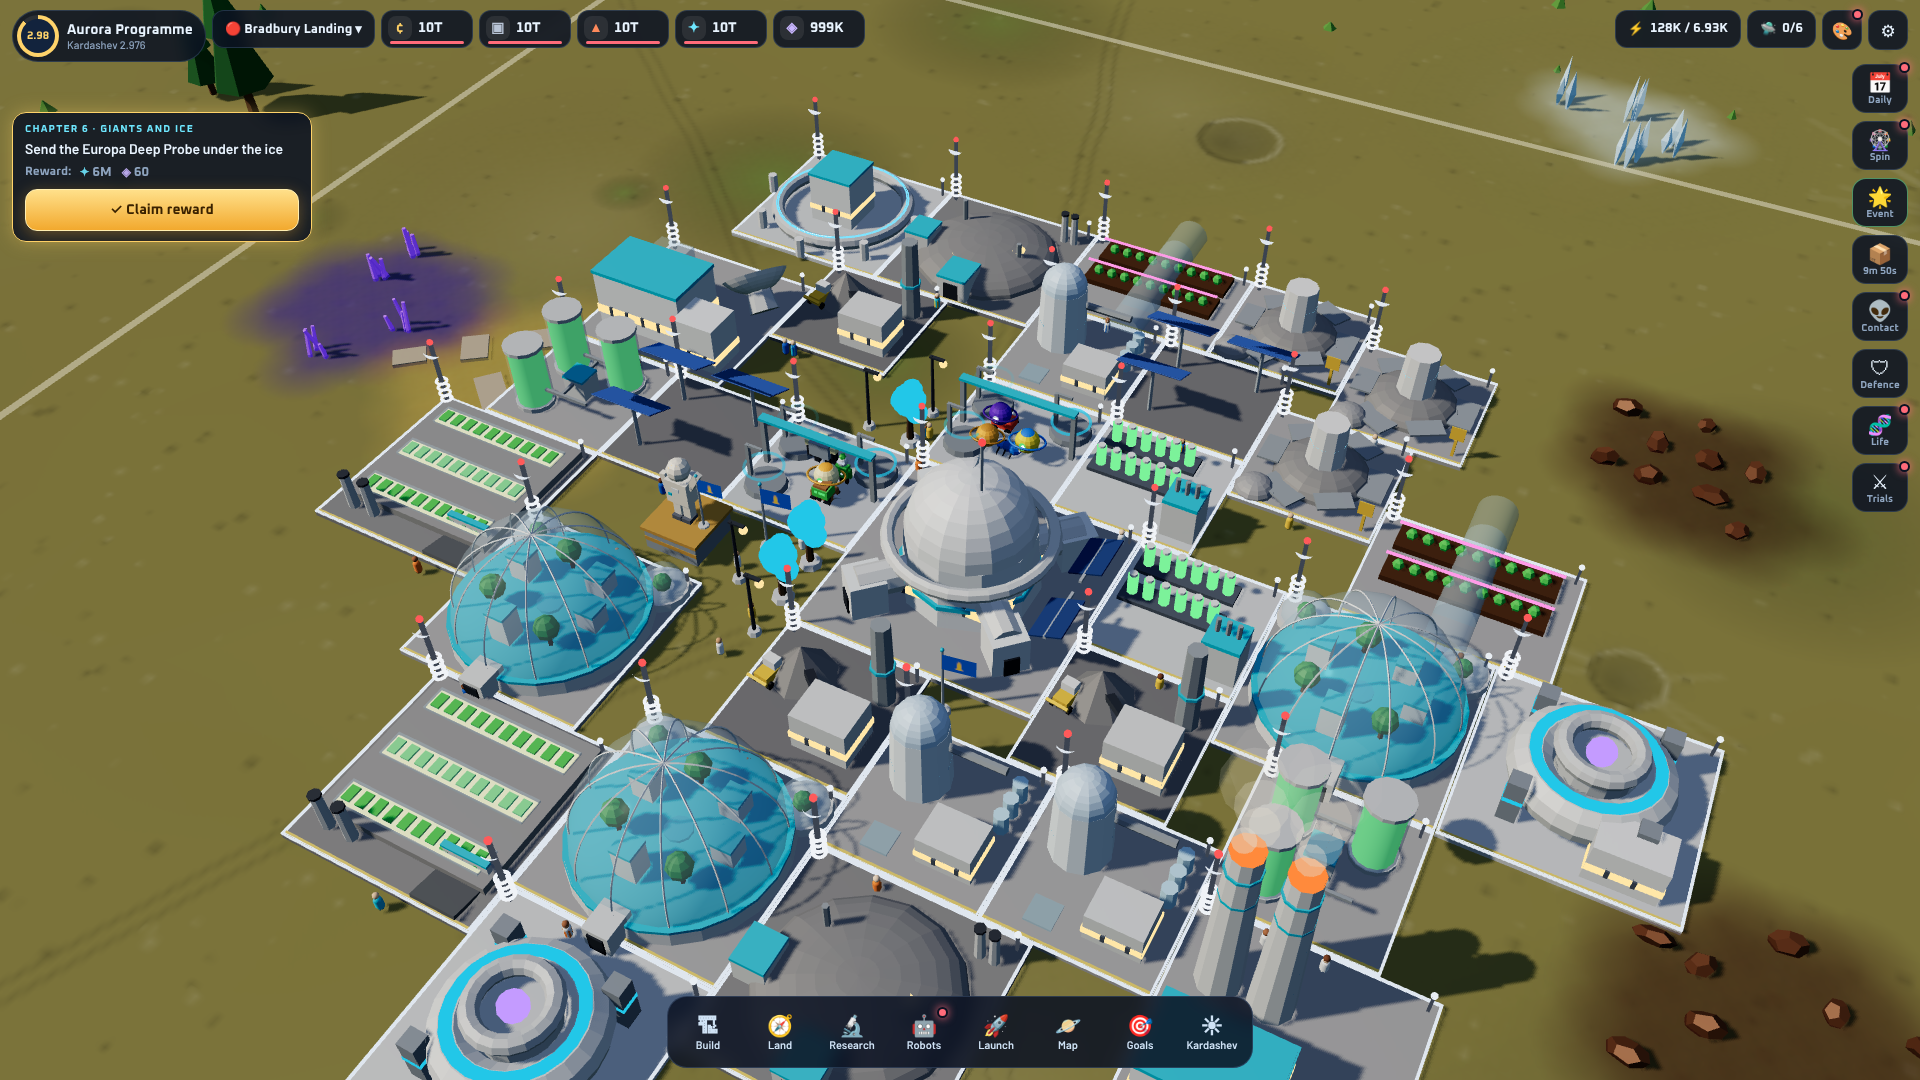 2.98
Aurora Programme
Kardashev 2.976
Bradbury Landing ▾
¢ 10T
10T
10T
10T
999K
128K / 6.93K
0/6
CHAPTER 6 · GIANTS AND ICE
Send the Europa Deep Probe under the ice
Reward: 6M 60
✓ Claim reward
JULY 17
Daily
Spin
Event
9m 50s
Contact
Defence
Life
Trials
Build
Land
Research
Robots
Launch
Map
Goals
Kardashev